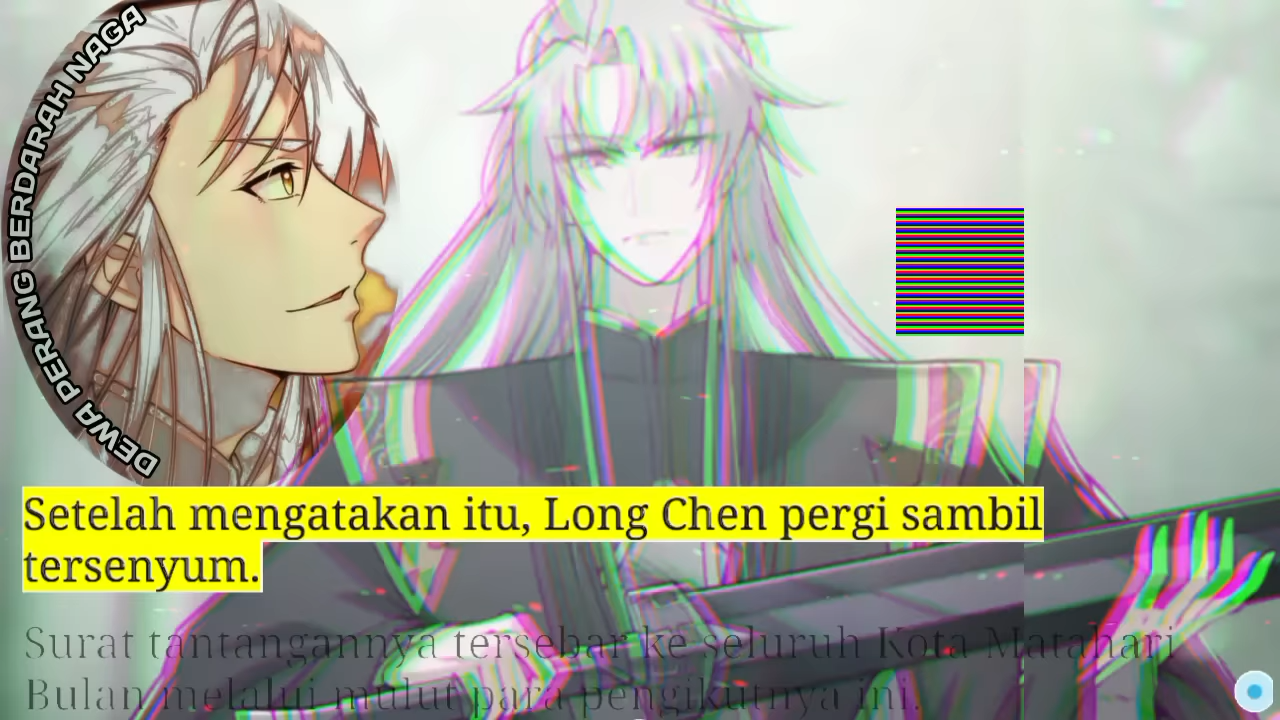 DEWA PERANG BERDARAH NAGA
Setelah mengatakan itu, Long Chen pergi sambil
tersenyum.
Surat tantangannya tersebar ke seluruh Kota Matahari
Bulan melalui mulut para pengikutnya ini.